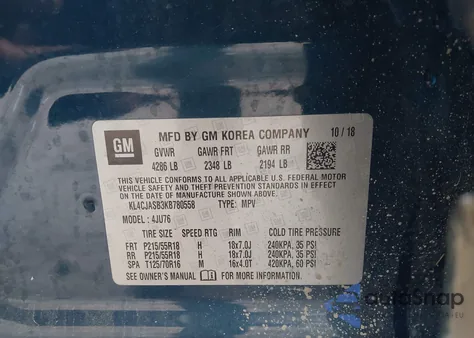 GM
MFD BY GM KOREA COMPANY 10 / 18
GVWR GAWR FRT GAWR RR
4286 LB 2348 LB 2194 LB
THIS VEHICLE CONFORMS TO ALL APPLICABLE
U.S. FEDERAL MOTOR VEHICLE SAFETY, BUMPER, AND
THEFT PREVENTION STANDARDS IN EFFECT ON THE
DATE OF MANUFACTURE SHOWN ABOVE.
KL4CJASB3KB780558 TYPE: MPV
MODEL: 4JU76
TIRE SIZE SPEED RTG RIM COLD TIRE PRESSURE
FRT P215/55R18 H 18x7.0J 240KPA, 35 PSI
RR P215/55R18 H 18x7.0J 240KPA, 35 PSI
SPA T125/70R16 M 16x4.0T 420KPA, 60 PSI
SEE OWNER'S MANUAL FOR MORE INFORMATION.
autoSnap